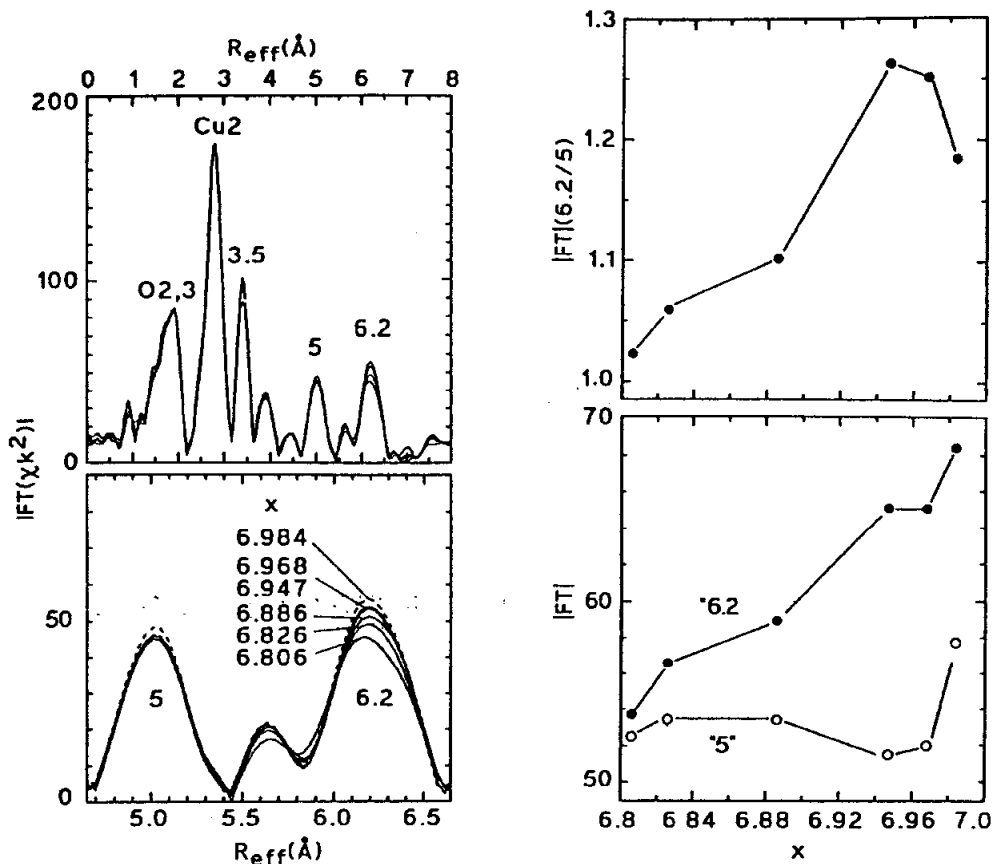 R_eff(Å)
0 1 2 3 4 5 6 7 8
200
100
0
Cu2
O2,3
3.5
5
6.2
|FT(χk²)|
x
6.984
6.968
6.947
6.886
6.826
6.806
50
0
5
6.2
5.0 5.5 6.0 6.5
R_eff(Å)
1.3
1.2
1.1
1.0
|FT|(6.2/5)
70
60
50
|FT|
"6.2
"5"
6.8 6 84 6.88 6.92 6.96 7.0
x